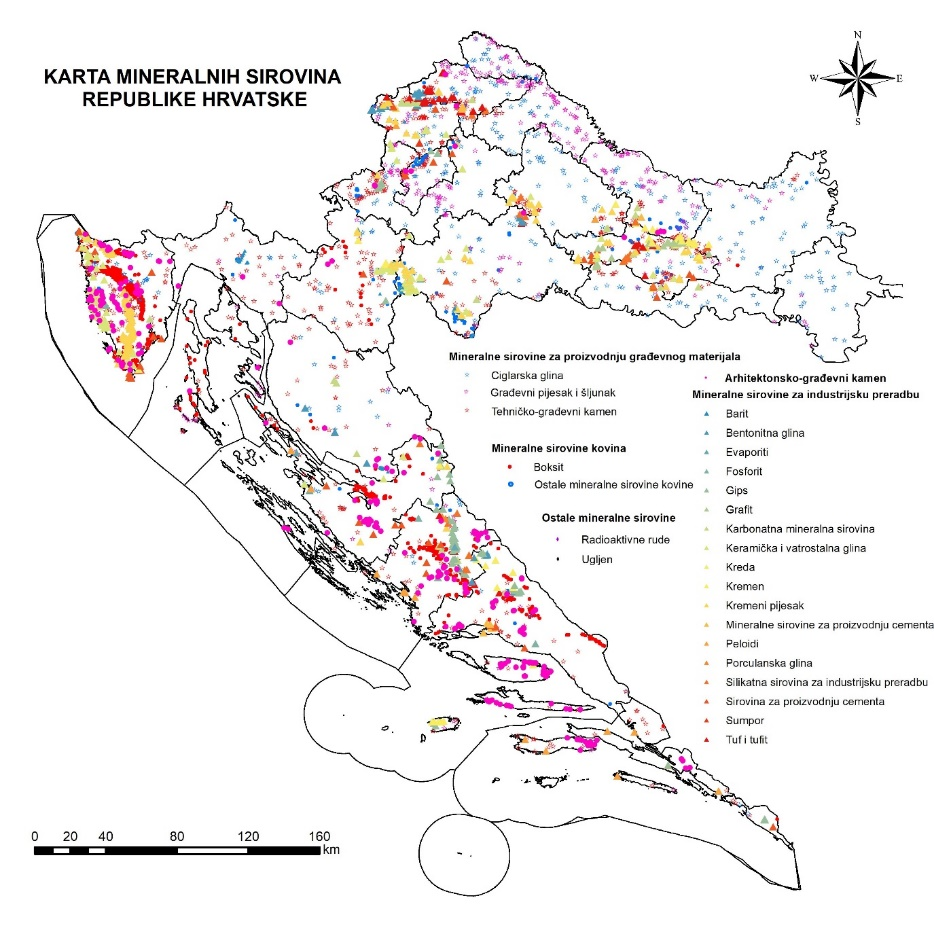 KARTA MINERALNIH SIROVINA
REPUBLIKE HRVATSKE
N
W
E
S
Mineralne sirovine za proizvodnju građevnog materijala
Ciglarska glina
Građevni pijesak i šljunak
Tehničko-građevni kamen
Mineralne sirovine kovina
Boksit
Ostale mineralne sirovine kovine
Ostale mineralne sirovine
Radioaktivne rude
Ugljen
Arhitektonsko-građevni kamen
Mineralne sirovine za industrijsku preradbu
Barit
Bentonitna glina
Evaporiti
Fosforit
Gips
Grafit
Karbonatna mineralna sirovina
Keramička i vatrostalna glina
Kreda
Kremen
Kremeni pijesak
Mineralne sirovine za proizvodnju cementa
Peloidi
Porculanska glina
Silikatna sirovina za industrijsku preradbu
Sirovina za proizvodnju cementa
Sumpor
Tuf i tufit
0 20 40 80 120 160
km